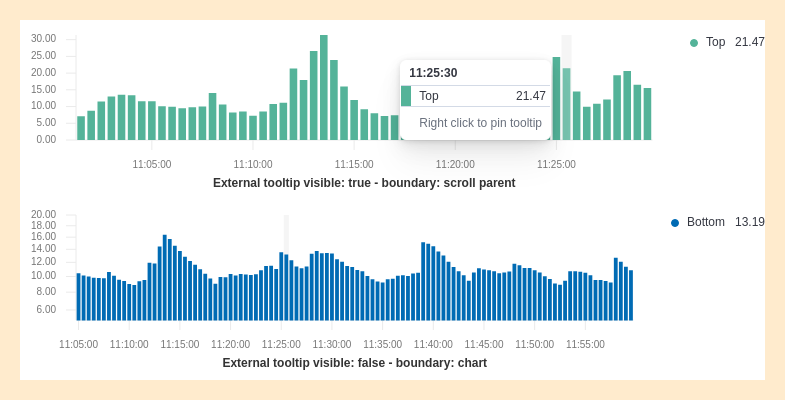 30.00
25.00
20.00
15.00
10.00
5.00
0.00
11:05:00 11:10:00 11:15:00 11:20:00 11:25:00
External tooltip visible: true - boundary: scroll parent
Top 21.47
11:25:30
Top 21.47
Right click to pin tooltip
20.00
18.00
16.00
14.00
12.00
10.00
8.00
6.00
11:05:00 11:10:00 11:15:00 11:20:00 11:25:00 11:30:00 11:35:00 11:40:00 11:45:00 11:50:00 11:55:00
External tooltip visible: false - boundary: chart
Bottom 13.19